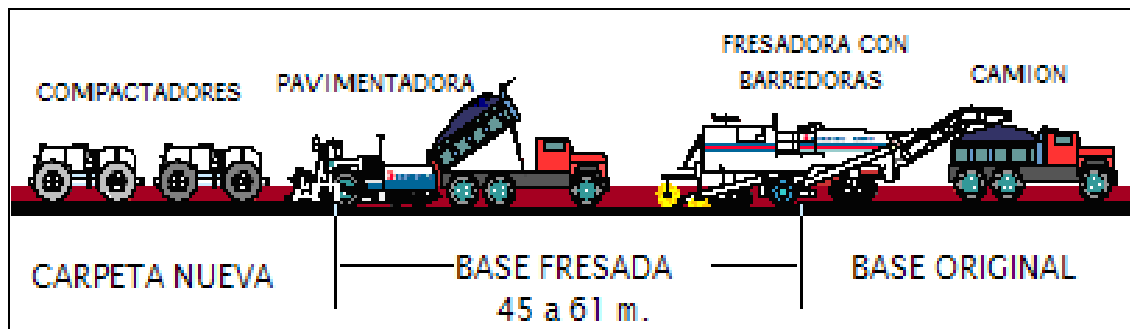 COMPACTADORES
PAVIMENTADORA
FRESADORA CON
BARREDORAS
CAMION
CARPETA NUEVA
BASE FRESADA
45 a 61 m.
BASE ORIGINAL